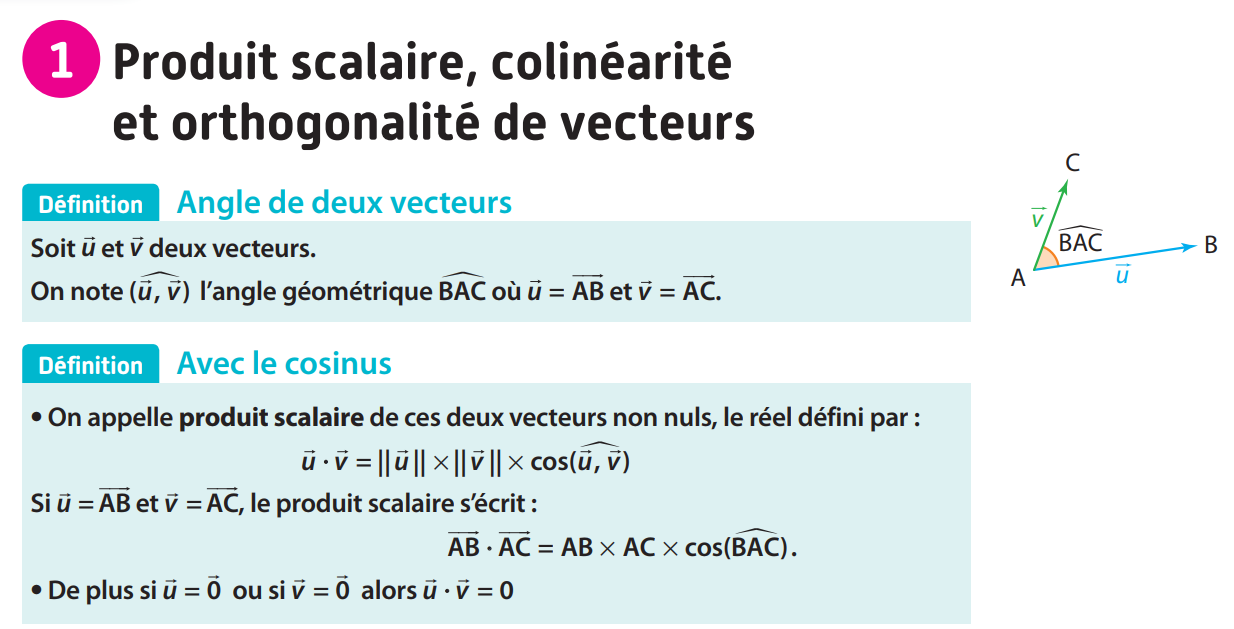 1 Produit scalaire, colinéarité
et orthogonalité de vecteurs
Définition Angle de deux vecteurs
Soit u⃗ et v⃗ deux vecteurs.
On note (u⃗, v⃗)^ l’angle géométrique BAC^ où u⃗ = AB→ et v⃗ = AC→.
C
v⃗
BAC^
B
A
u⃗
Définition Avec le cosinus
• On appelle produit scalaire de ces deux vecteurs non nuls, le réel défini par :
u⃗ · v⃗ = ||u⃗|| × ||v⃗|| × cos(u⃗, v⃗)^
Si u⃗ = AB→ et v⃗ = AC→, le produit scalaire s’écrit :
AB→ · AC→ = AB × AC × cos(BAC^).
• De plus si u⃗ = 0⃗ ou si v⃗ = 0⃗ alors u⃗ · v⃗ = 0